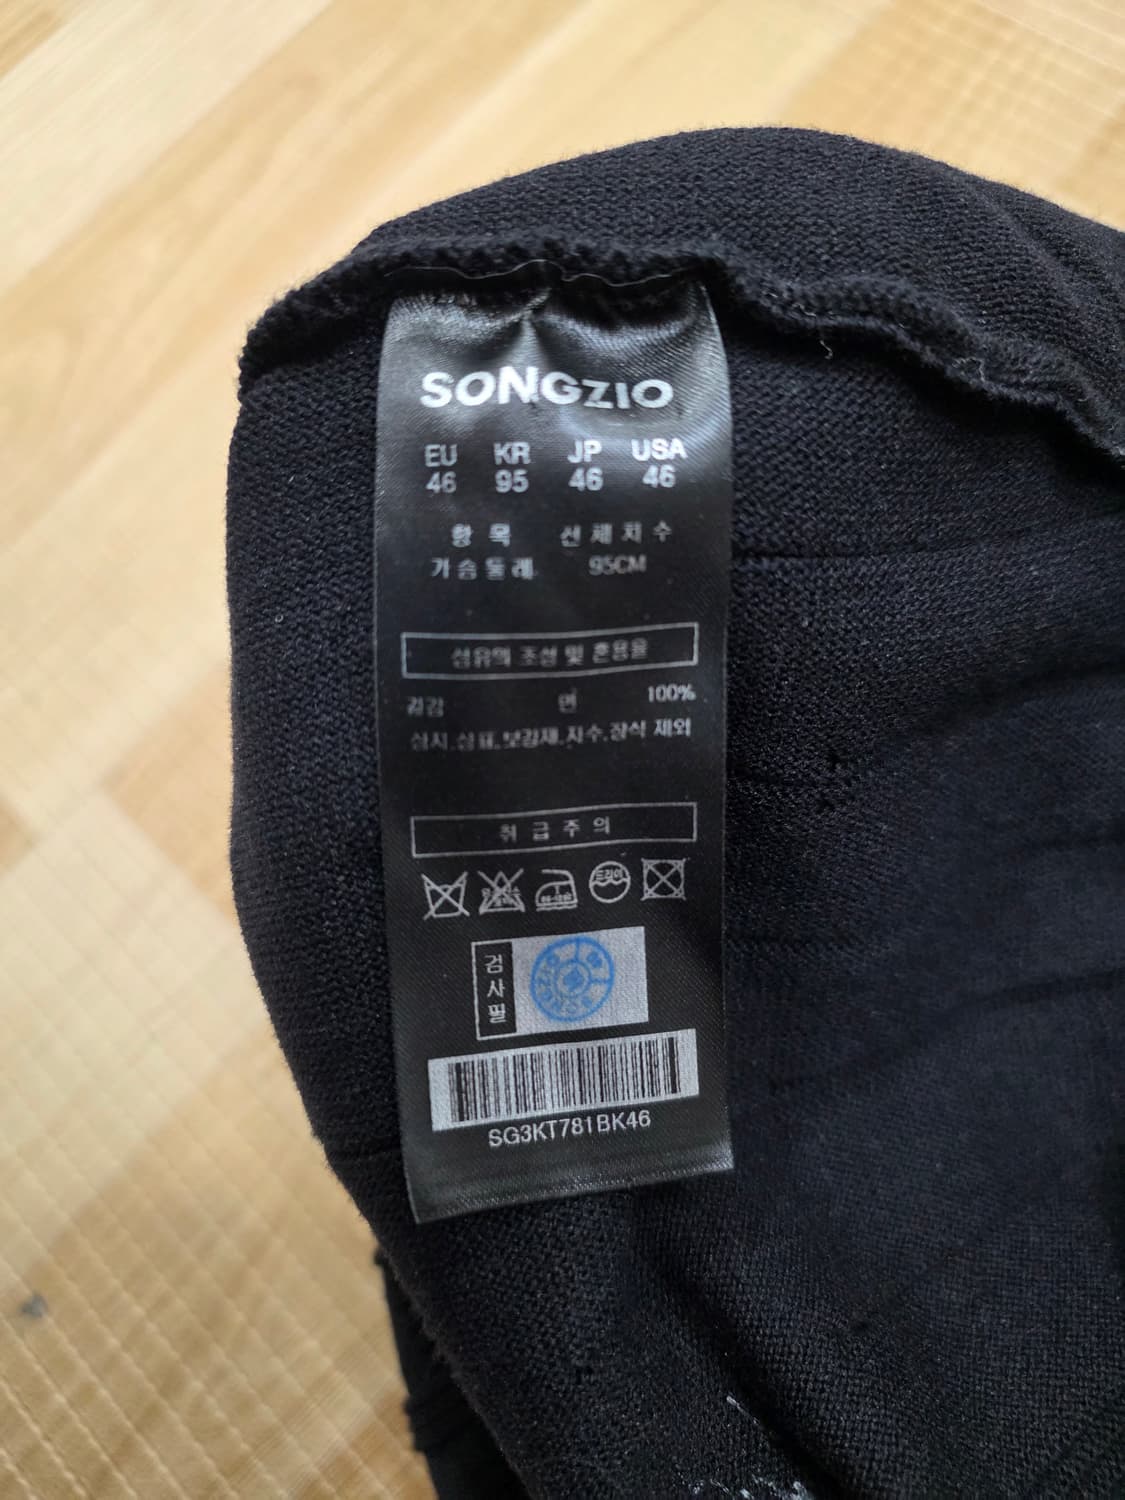 SONGZIO
EU KR JP USA
46 95 46 46
항 목 신 체 치 수
가 슴 둘 레 95CM
섬유의 조성 및 혼용율
겉감 면 100%
심지.심표.보강재.자수.장식 제외
취 급 주 의
드라이
검사필
SG3KT781BK46